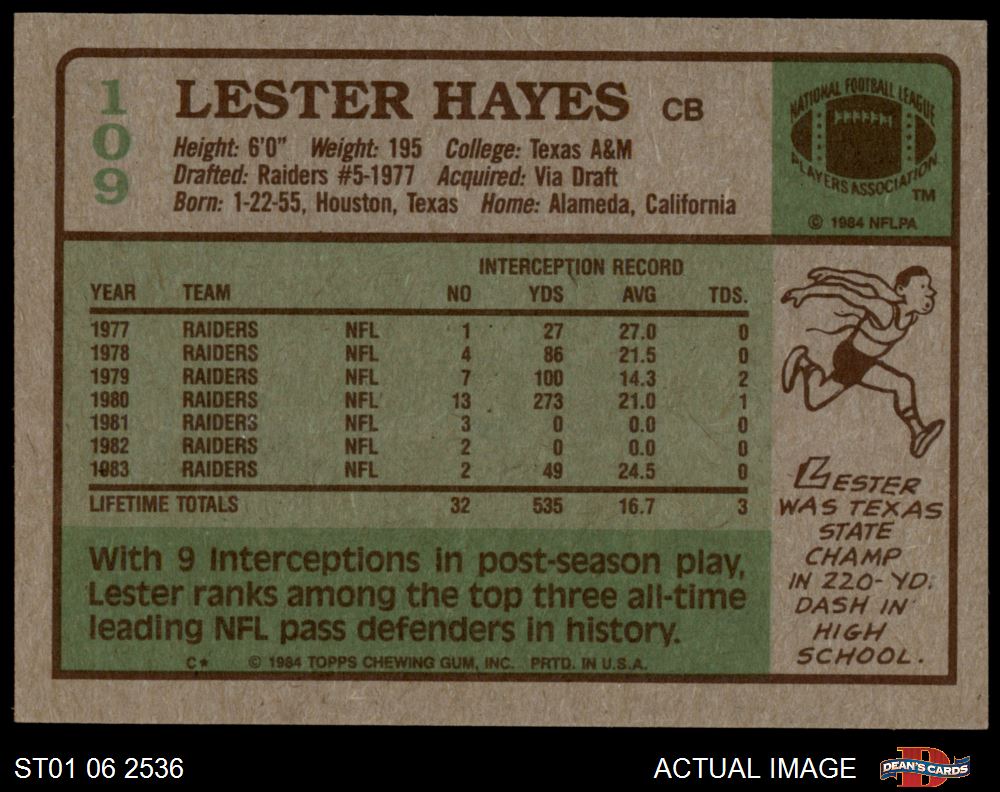 109
LESTER HAYES CB
Height: 6'0" Weight: 195 College: Texas A&M
Drafted: Raiders #5-1977 Acquired: Via Draft
Born: 1-22-55, Houston, Texas Home: Alameda, California
NATIONAL FOOTBALL LEAGUE
PLAYERS ASSOCIATION
TM
© 1984 NFLPA
INTERCEPTION RECORD
YEAR TEAM NO YDS AVG TDS.
1977 RAIDERS NFL 1 27 27.0 0
1978 RAIDERS NFL 4 86 21.5 0
1979 RAIDERS NFL 7 100 14.3 2
1980 RAIDERS NFL 13 273 21.0 1
1981 RAIDERS NFL 3 0 0.0 0
1982 RAIDERS NFL 2 0 0.0 0
1983 RAIDERS NFL 2 49 24.5 0
LIFETIME TOTALS 32 535 16.7 3
With 9 Interceptions in post-season play,
Lester ranks among the top three all-time
leading NFL pass defenders in history.
C* © 1984 TOPPS CHEWING GUM, INC. PRTD. IN U.S.A.
LESTER
WAS TEXAS
STATE
CHAMP
IN 220-YD.
DASH IN
HIGH
SCHOOL.
ST01 06 2536
ACTUAL IMAGE
D
DEAN'S CARDS